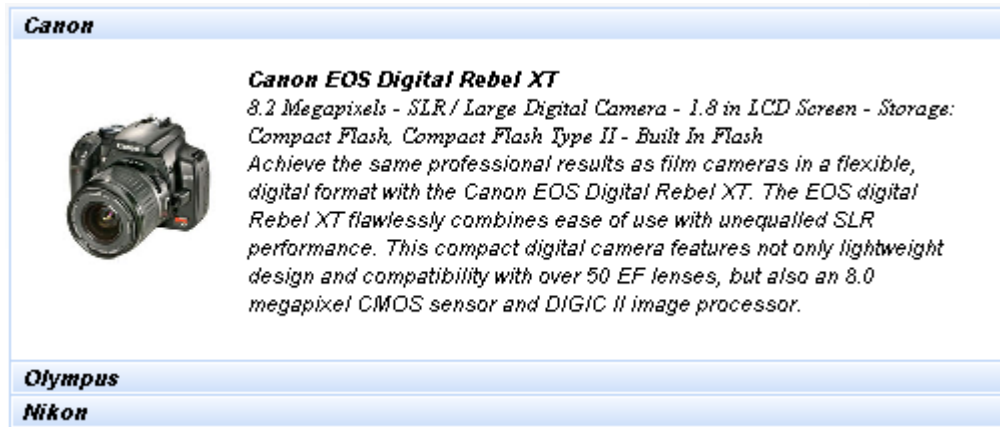 Canon
Canon EOS Digital Rebel XT
8.2 Megapixels - SLR / Large Digital Camera - 1.8 in LCD Screen - Storage:
Compact Flash, Compact Flash Type II - Built In Flash
Achieve the same professional results as film cameras in a flexible,
digital format with the Canon EOS Digital Rebel XT. The EOS digital
Rebel XT flawlessly combines ease of use with unequalled SLR
performance. This compact digital camera features not only lightweight
design and compatibility with over 50 EF lenses, but also an 8.0
megapixel CMOS sensor and DIGIC II image processor.
Canon
Olympus
Nikon